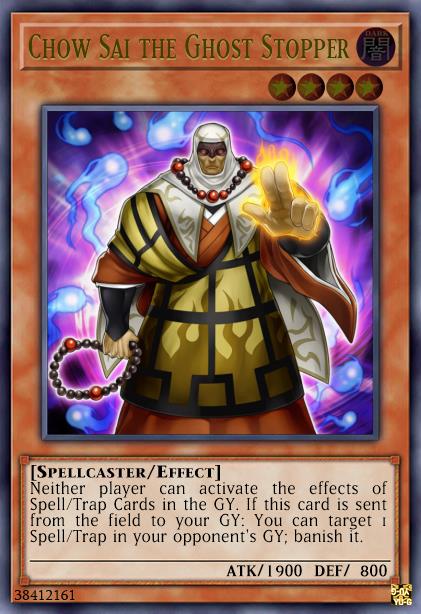 Chow Sai the Ghost Stopper
DARK
闇
[Spellcaster/Effect]
Neither player can activate the effects of
Spell/Trap Cards in the GY. If this card is sent
from the field to your GY: You can target 1
Spell/Trap in your opponent's GY; banish it.
ATK/1900 DEF/ 800
38412161